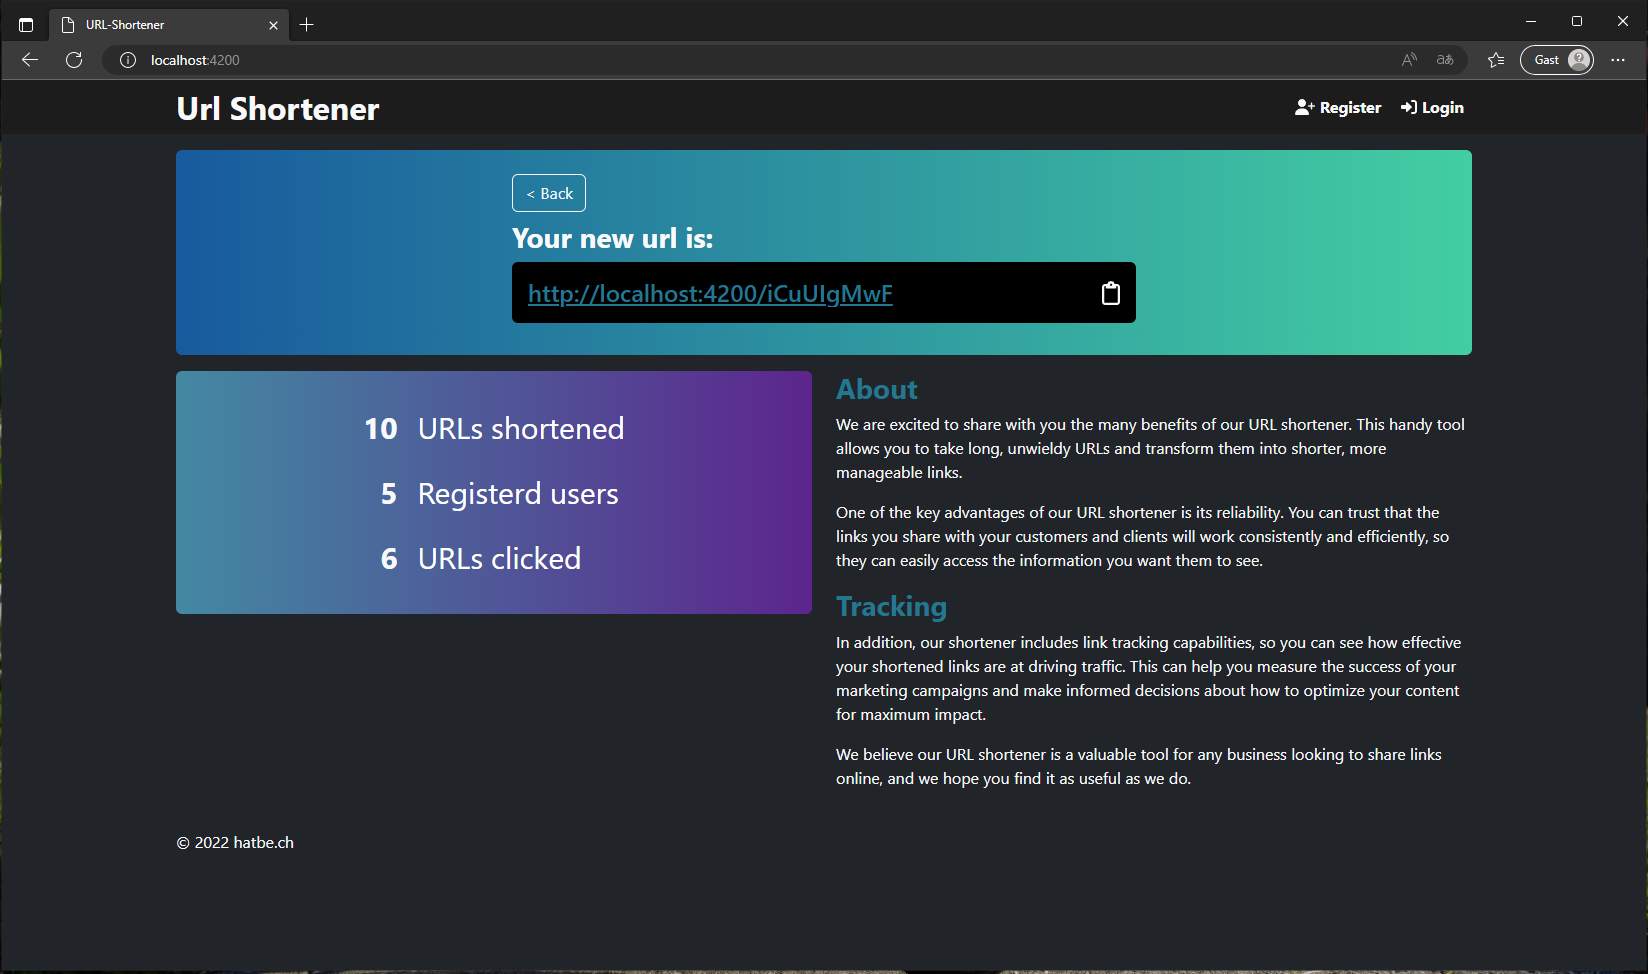 URL-Shortener
localhost:4200
Gast
Url Shortener
Register
Login
< Back
Your new url is:
http://localhost:4200/iCuUIgMwF
10 URLs shortened
5 Registerd users
6 URLs clicked
About
We are excited to share with you the many benefits of our URL shortener. This handy tool
allows you to take long, unwieldy URLs and transform them into shorter, more
manageable links.
One of the key advantages of our URL shortener is its reliability. You can trust that the
links you share with your customers and clients will work consistently and efficiently, so
they can easily access the information you want them to see.
Tracking
In addition, our shortener includes link tracking capabilities, so you can see how effective
your shortened links are at driving traffic. This can help you measure the success of your
marketing campaigns and make informed decisions about how to optimize your content
for maximum impact.
We believe our URL shortener is a valuable tool for any business looking to share links
online, and we hope you find it as useful as we do.
© 2022 hatbe.ch